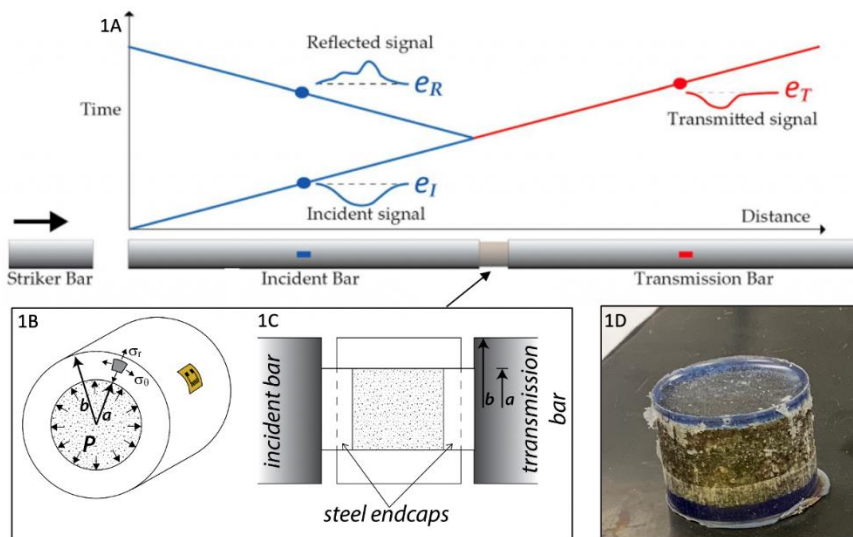 1A
Reflected signal
e_R
Time
e_T
Transmitted signal
e_I
Incident signal
Distance
Striker Bar
Incident Bar
Transmission Bar
1B
σr
σθ
b
a
P
1C
incident bar
b
a
trransmission
bar
steel endcaps
1D